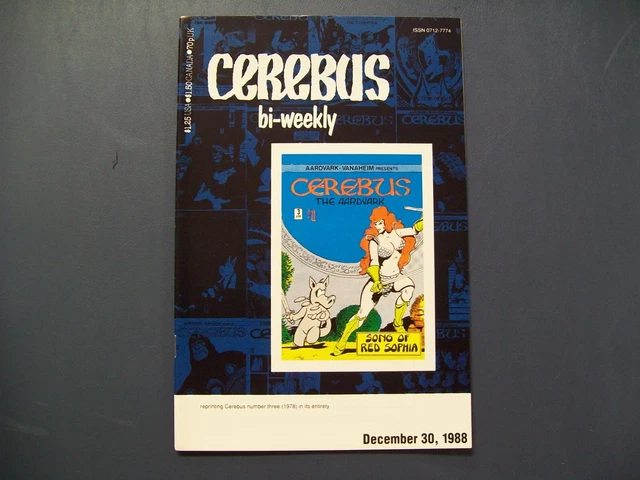 ISSN 0712-7774
$1.25 USA●$1.50 CANADA●70p UK
CEREBUS
bi-weekly
AARDVARK-VANAHEIM PRESENTS
CEREBUS
THE AARDVARK
3
SONG OF
RED SOPHIA
reprinting Cerebus number three (1978) in its entirety
December 30, 1988